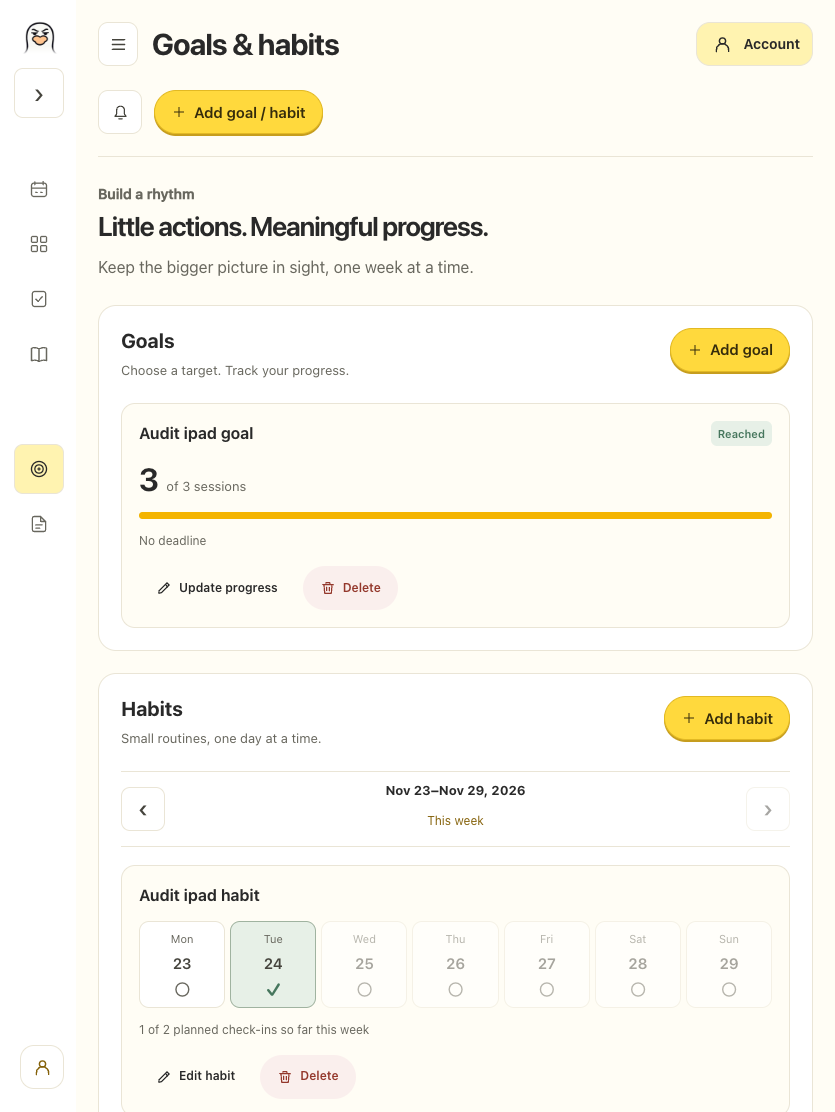 Goals & habits
Account
Add goal / habit
Build a rhythm
Little actions. Meaningful progress.
Keep the bigger picture in sight, one week at a time.
Goals
Add goal
Choose a target. Track your progress.
Audit ipad goal
Reached
3 of 3 sessions
No deadline
Update progress
Delete
Habits
Add habit
Small routines, one day at a time.
Nov 23–Nov 29, 2026
This week
Audit ipad habit
Mon Tue Wed Thu Fri Sat Sun
23 24 25 26 27 28 29
1 of 2 planned check-ins so far this week
Edit habit
Delete